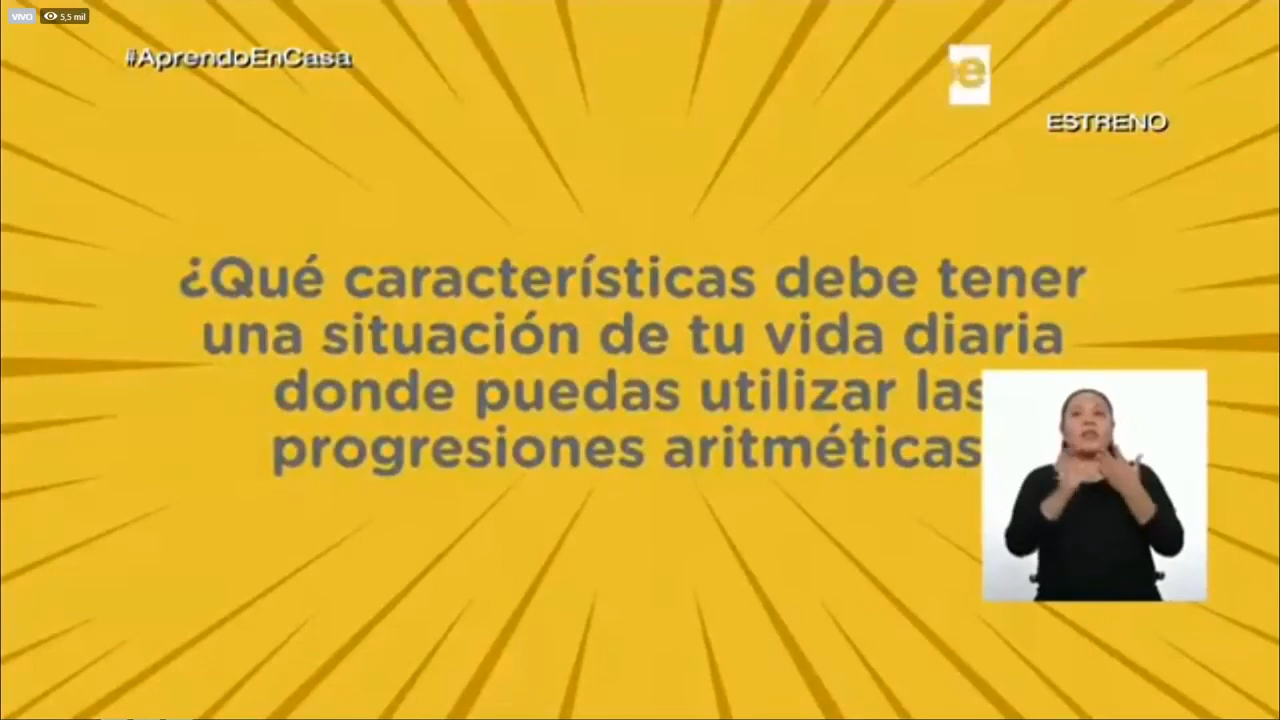 VIVO 5,5 mil
#AprendoEnCasa
e
ESTRENO
¿Qué características debe tener
una situación de tu vida diaria
donde puedas utilizar las
progresiones aritméticas